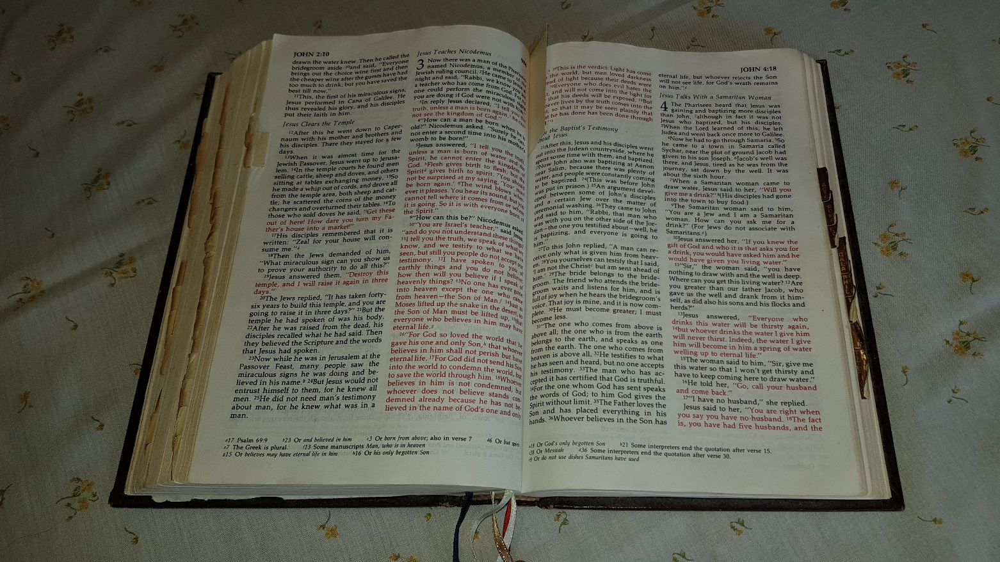 JOHN 2:10
drawn the water knew. Then he called the
bridegroom aside ¹⁰and said, "Everyone
brings out the choice wine first and then
the cheaper wine after the guests have had
too much to drink; but you have saved the
best till now."
¹¹This, the first of his miraculous signs,
Jesus performed in Cana of Galilee. He
thus revealed his glory, and his disciples
put their faith in him.
Jesus Clears the Temple
¹²After this he went down to Caper-
naum with his mother and brothers and
his disciples. There they stayed for a few
days.
¹³When it was almost time for the
Jewish Passover, Jesus went up to Jerusa-
lem. ¹⁴In the temple courts he found men
selling cattle, sheep and doves, and others
sitting at tables exchanging money. ¹⁵So
he made a whip out of cords, and drove all
from the temple area, both sheep and cat-
tle; he scattered the coins of the money
changers and overturned their tables. ¹⁶To
those who sold doves he said, "Get these
out of here! How dare you turn my Fa-
ther's house into a market!"
¹⁷His disciples remembered that it is
written: "Zeal for your house will con-
sume me."ᵃ
¹⁸Then the Jews demanded of him,
"What miraculous sign can you show us
to prove your authority to do all this?"
¹⁹Jesus answered them, "Destroy this
temple, and I will raise it again in three
days."
²⁰The Jews replied, "It has taken forty-
six years to build this temple, and you are
going to raise it in three days?" ²¹But the
temple he had spoken of was his body.
²²After he was raised from the dead, his
disciples recalled what he had said. Then
they believed the Scripture and the words
that Jesus had spoken.
²³Now while he was in Jerusalem at the
Passover Feast, many people saw the
miraculous signs he was doing and be-
lieved in his name.ᵇ ²⁴But Jesus would not
entrust himself to them, for he knew all
men. ²⁵He did not need man's testimony
about man, for he knew what was in a
man.
Jesus Teaches Nicodemus
3 Now there was a man of the Pharisees
named Nicodemus, a member of the
Jewish ruling council. ²He came to Jesus at
night and said, "Rabbi, we know you are
a teacher who has come from God. For no
one could perform the miraculous signs
you are doing if God were not with him."
³In reply Jesus declared, "I tell you the
truth, unless a man is born again,ᶜ he can-
not see the kingdom of God."
⁴"How can a man be born when he is
old?" Nicodemus asked. "Surely he can-
not enter a second time into his mother's
womb to be born!"
⁵Jesus answered, "I tell you the truth,
unless a man is born of water and the
Spirit, he cannot enter the kingdom of
God. ⁶Flesh gives birth to flesh, but the
Spiritᵈ gives birth to spirit. ⁷You should
not be surprised at my saying, 'Youᵉ must
be born again.' ⁸The wind blows wher-
ever it pleases. You hear its sound, but you
cannot tell where it comes from or where
it is going. So it is with everyone born of
the Spirit."
⁹"How can this be?" Nicodemus asked.
¹⁰"You are Israel's teacher," said Jesus,
"and do you not understand these things?
¹¹I tell you the truth, we speak of what we
know, and we testify to what we have
seen, but still you people do not accept our
testimony. ¹²I have spoken to you of
earthly things and you do not believe;
how then will you believe if I speak of
heavenly things? ¹³No one has ever gone
into heaven except the one who came
from heaven—the Son of Man.ᶠ ¹⁴Just as
Moses lifted up the snake in the desert, so
the Son of Man must be lifted up, ¹⁵that
everyone who believes in him may have
eternal life.ᵍ
¹⁶"For God so loved the world that he
gave his one and only Son,ʰ that whoever
believes in him shall not perish but have
eternal life. ¹⁷For God did not send his Son
into the world to condemn the world, but
to save the world through him. ¹⁸Whoever
believes in him is not condemned, but
whoever does not believe stands con-
demned already because he has not be-
lieved in the name of God's one and only
ᵃ17 Psalm 69:9 ᵇ23 Or and believed in him ᶜ3 Or born from above; also in verse 7 ᵈ6 Or but spirit
ᵉ7 The Greek is plural. ᶠ13 Some manuscripts Man, who is in heaven
ᵍ15 Or believes may have eternal life in him ʰ16 Or his only begotten Son
JOHN 4:18
¹⁹This is the verdict: Light has come
the world, but men loved darkness
of light because their deeds were
²⁰Everyone who does evil hates the
and will not come into the light for
that his deeds will be exposed. ²¹But
lives by the truth comes into the
so that it may be seen plainly that
he has done has been done through
the Baptist's Testimony
About Jesus
²²After this, Jesus and his disciples went
out into the Judean countryside, where he
spent some time with them, and baptized.
²³Now John also was baptizing at Aenon
near Salim, because there was plenty of
water, and people were constantly coming
to be baptized. ²⁴(This was before John
was put in prison.) ²⁵An argument devel-
oped between some of John's disciples
and a certain Jew over the matter of
ceremonial washing. ²⁶They came to John
and said to him, "Rabbi, that man who
was with you on the other side of the Jor-
dan—the one you testified about—well, he
is baptizing, and everyone is going to
him."
²⁷To this John replied, "A man can re-
ceive only what is given him from heav-
en. ²⁸You yourselves can testify that I said,
'I am not the Christᶜ but am sent ahead of
him.' ²⁹The bride belongs to the bride-
groom. The friend who attends the bride-
groom waits and listens for him, and is
full of joy when he hears the bridegroom's
voice. That joy is mine, and it is now com-
plete. ³⁰He must become greater; I must
become less.
³¹"The one who comes from above is
above all; the one who is from the earth
belongs to the earth, and speaks as one
from the earth. The one who comes from
heaven is above all. ³²He testifies to what
he has seen and heard, but no one accepts
his testimony. ³³The man who has ac-
cepted it has certified that God is truthful.
³⁴For the one whom God has sent speaks
the words of God; to him God gives the
Spirit without limit. ³⁵The Father loves the
Son and has placed everything in his
hands. ³⁶Whoever believes in the Son has
eternal life, but whoever rejects the Son
will not see life, for God's wrath remains
on him."ᵈ
Jesus Talks With a Samaritan Woman
4 The Pharisees heard that Jesus was
gaining and baptizing more disciples
than John, ²although in fact it was not
Jesus who baptized, but his disciples.
³When the Lord learned of this, he left
Judea and went back once more to Galilee.
⁴Now he had to go through Samaria. ⁵So
he came to a town in Samaria called
Sychar, near the plot of ground Jacob had
given to his son Joseph. ⁶Jacob's well was
there, and Jesus, tired as he was from the
journey, sat down by the well. It was
about the sixth hour.
⁷When a Samaritan woman came to
draw water, Jesus said to her, "Will you
give me a drink?" ⁸(His disciples had gone
into the town to buy food.)
⁹The Samaritan woman said to him,
"You are a Jew and I am a Samaritan
woman. How can you ask me for a
drink?" (For Jews do not associate with
Samaritans.ᵉ)
¹⁰Jesus answered her, "If you knew the
gift of God and who it is that asks you for
a drink, you would have asked him and he
would have given you living water."
¹¹"Sir," the woman said, "you have
nothing to draw with and the well is deep.
Where can you get this living water? ¹²Are
you greater than our father Jacob, who
gave us the well and drank from it him-
self, as did also his sons and his flocks and
herds?"
¹³Jesus answered, "Everyone who
drinks this water will be thirsty again,
¹⁴but whoever drinks the water I give him
will never thirst. Indeed, the water I give
him will become in him a spring of water
welling up to eternal life."
¹⁵The woman said to him, "Sir, give me
this water so that I won't get thirsty and
have to keep coming here to draw water."
¹⁶He told her, "Go, call your husband
and come back."
¹⁷"I have no husband," she replied.
Jesus said to her, "You are right when
you say you have no husband. ¹⁸The fact
is, you have had five husbands, and the
ᵃ18 Or God's only begotten Son ᵇ21 Some interpreters end the quotation after verse 15.
ᶜ28 Or Messiah ᵈ36 Some interpreters end the quotation after verse 30.
ᵉ9 Or do not use dishes Samaritans have used